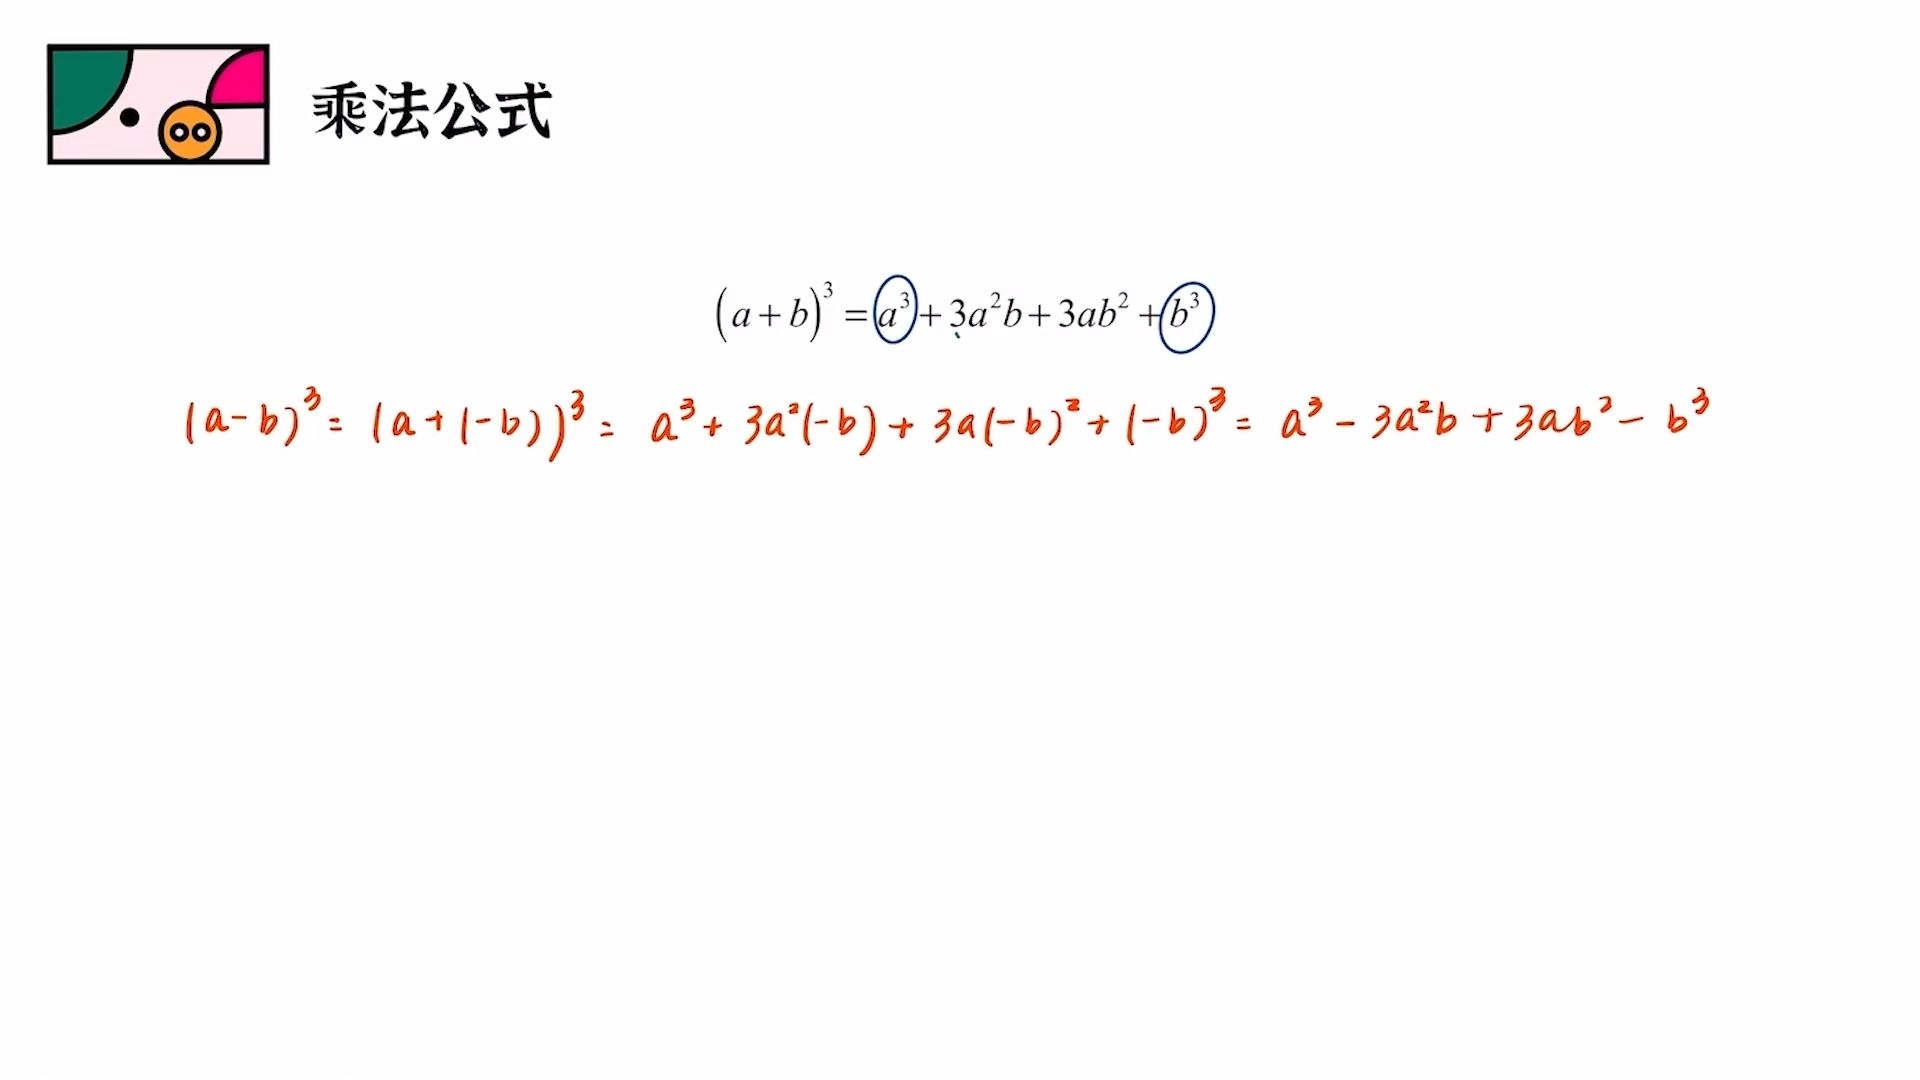 乘法公式
(a+b)³=a³+3a²b+3ab²+b³
(a-b)³=(a+(-b))³=a³+3a²(-b)+3a(-b)²+(-b)³=a³-3a²b+3ab²-b³